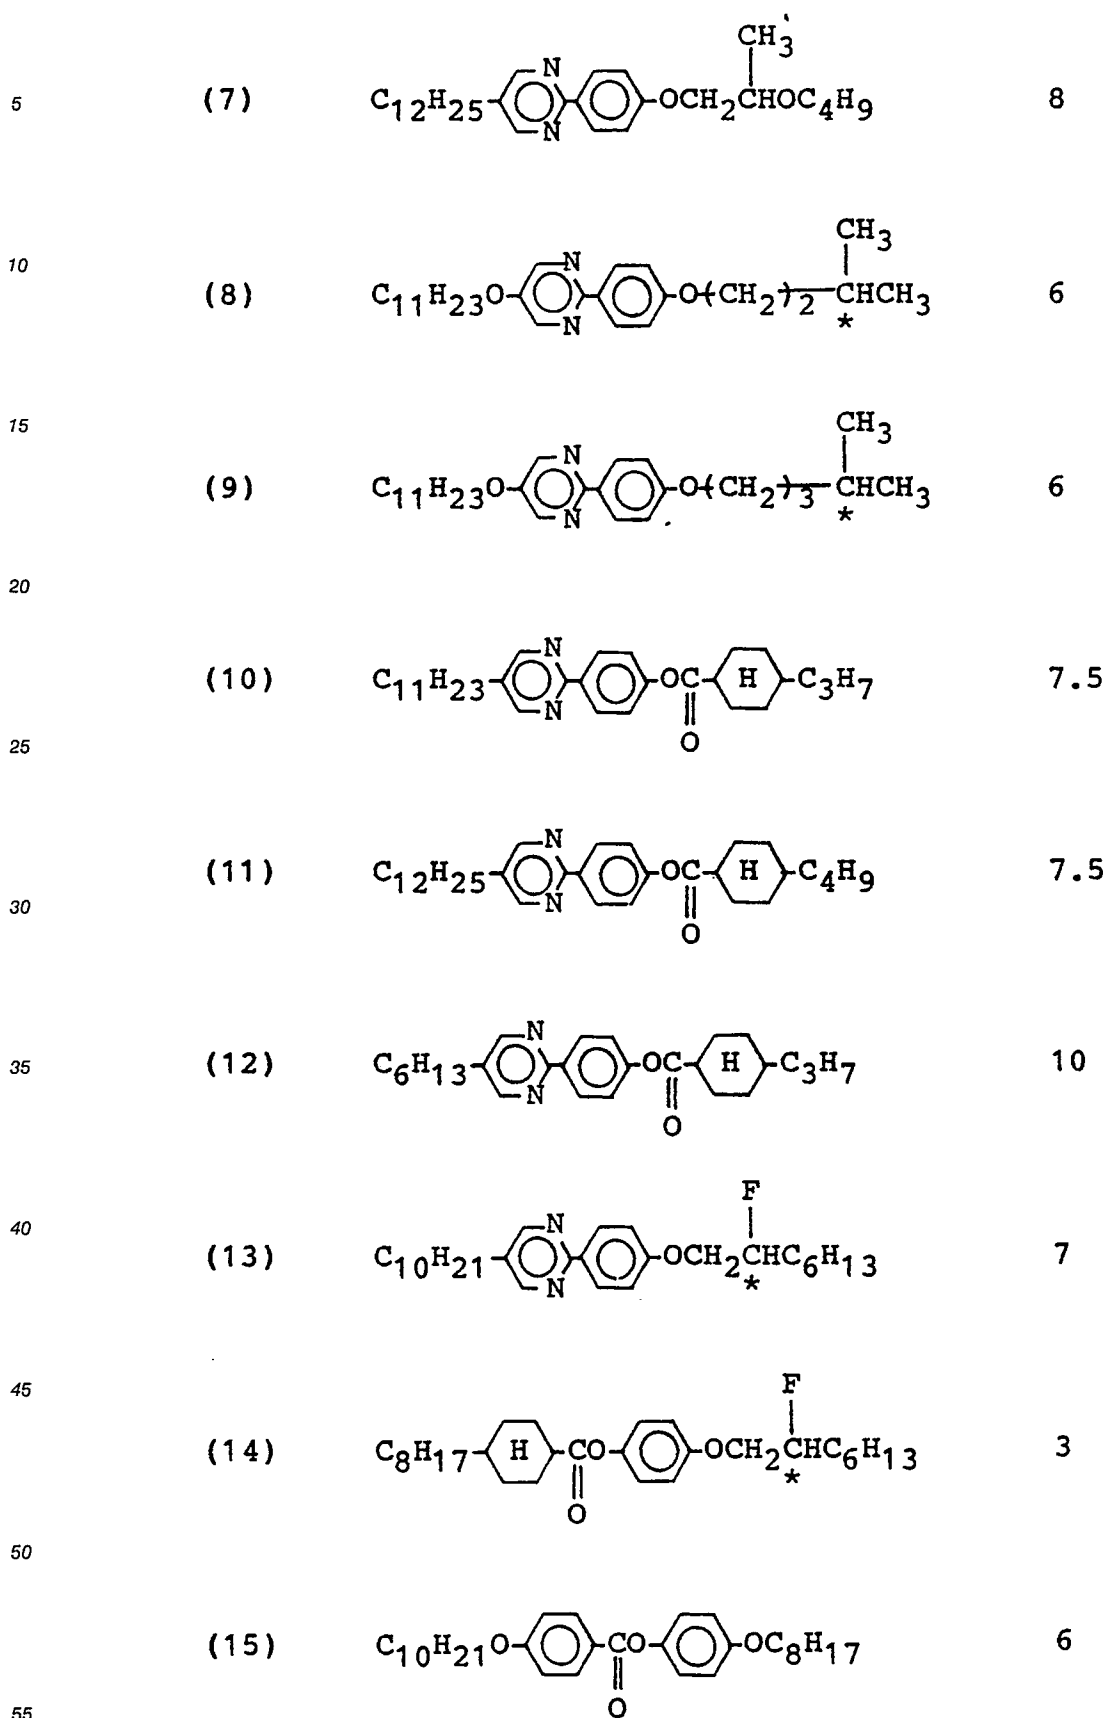 CH3
5 (7) C12H25 N N OCH2CHOC4H9 8
CH3
10 (8) C11H23O N N O(CH2)2 CHCH3 * 6
CH3
15 (9) C11H23O N N O(CH2)3 CHCH3 * 6
20
(10) C11H23 N N OC H C3H7 7.5
O
25
(11) C12H25 N N OC H C4H9 7.5
O
30
35 (12) C6H13 N N OC H C3H7 10
O
F
40 (13) C10H21 N N OCH2CHC6H13 * 7
F
45
(14) C8H17 H CO OCH2CHC6H13 * 3
O
50
(15) C10H21O CO OC8H17 6
O
55